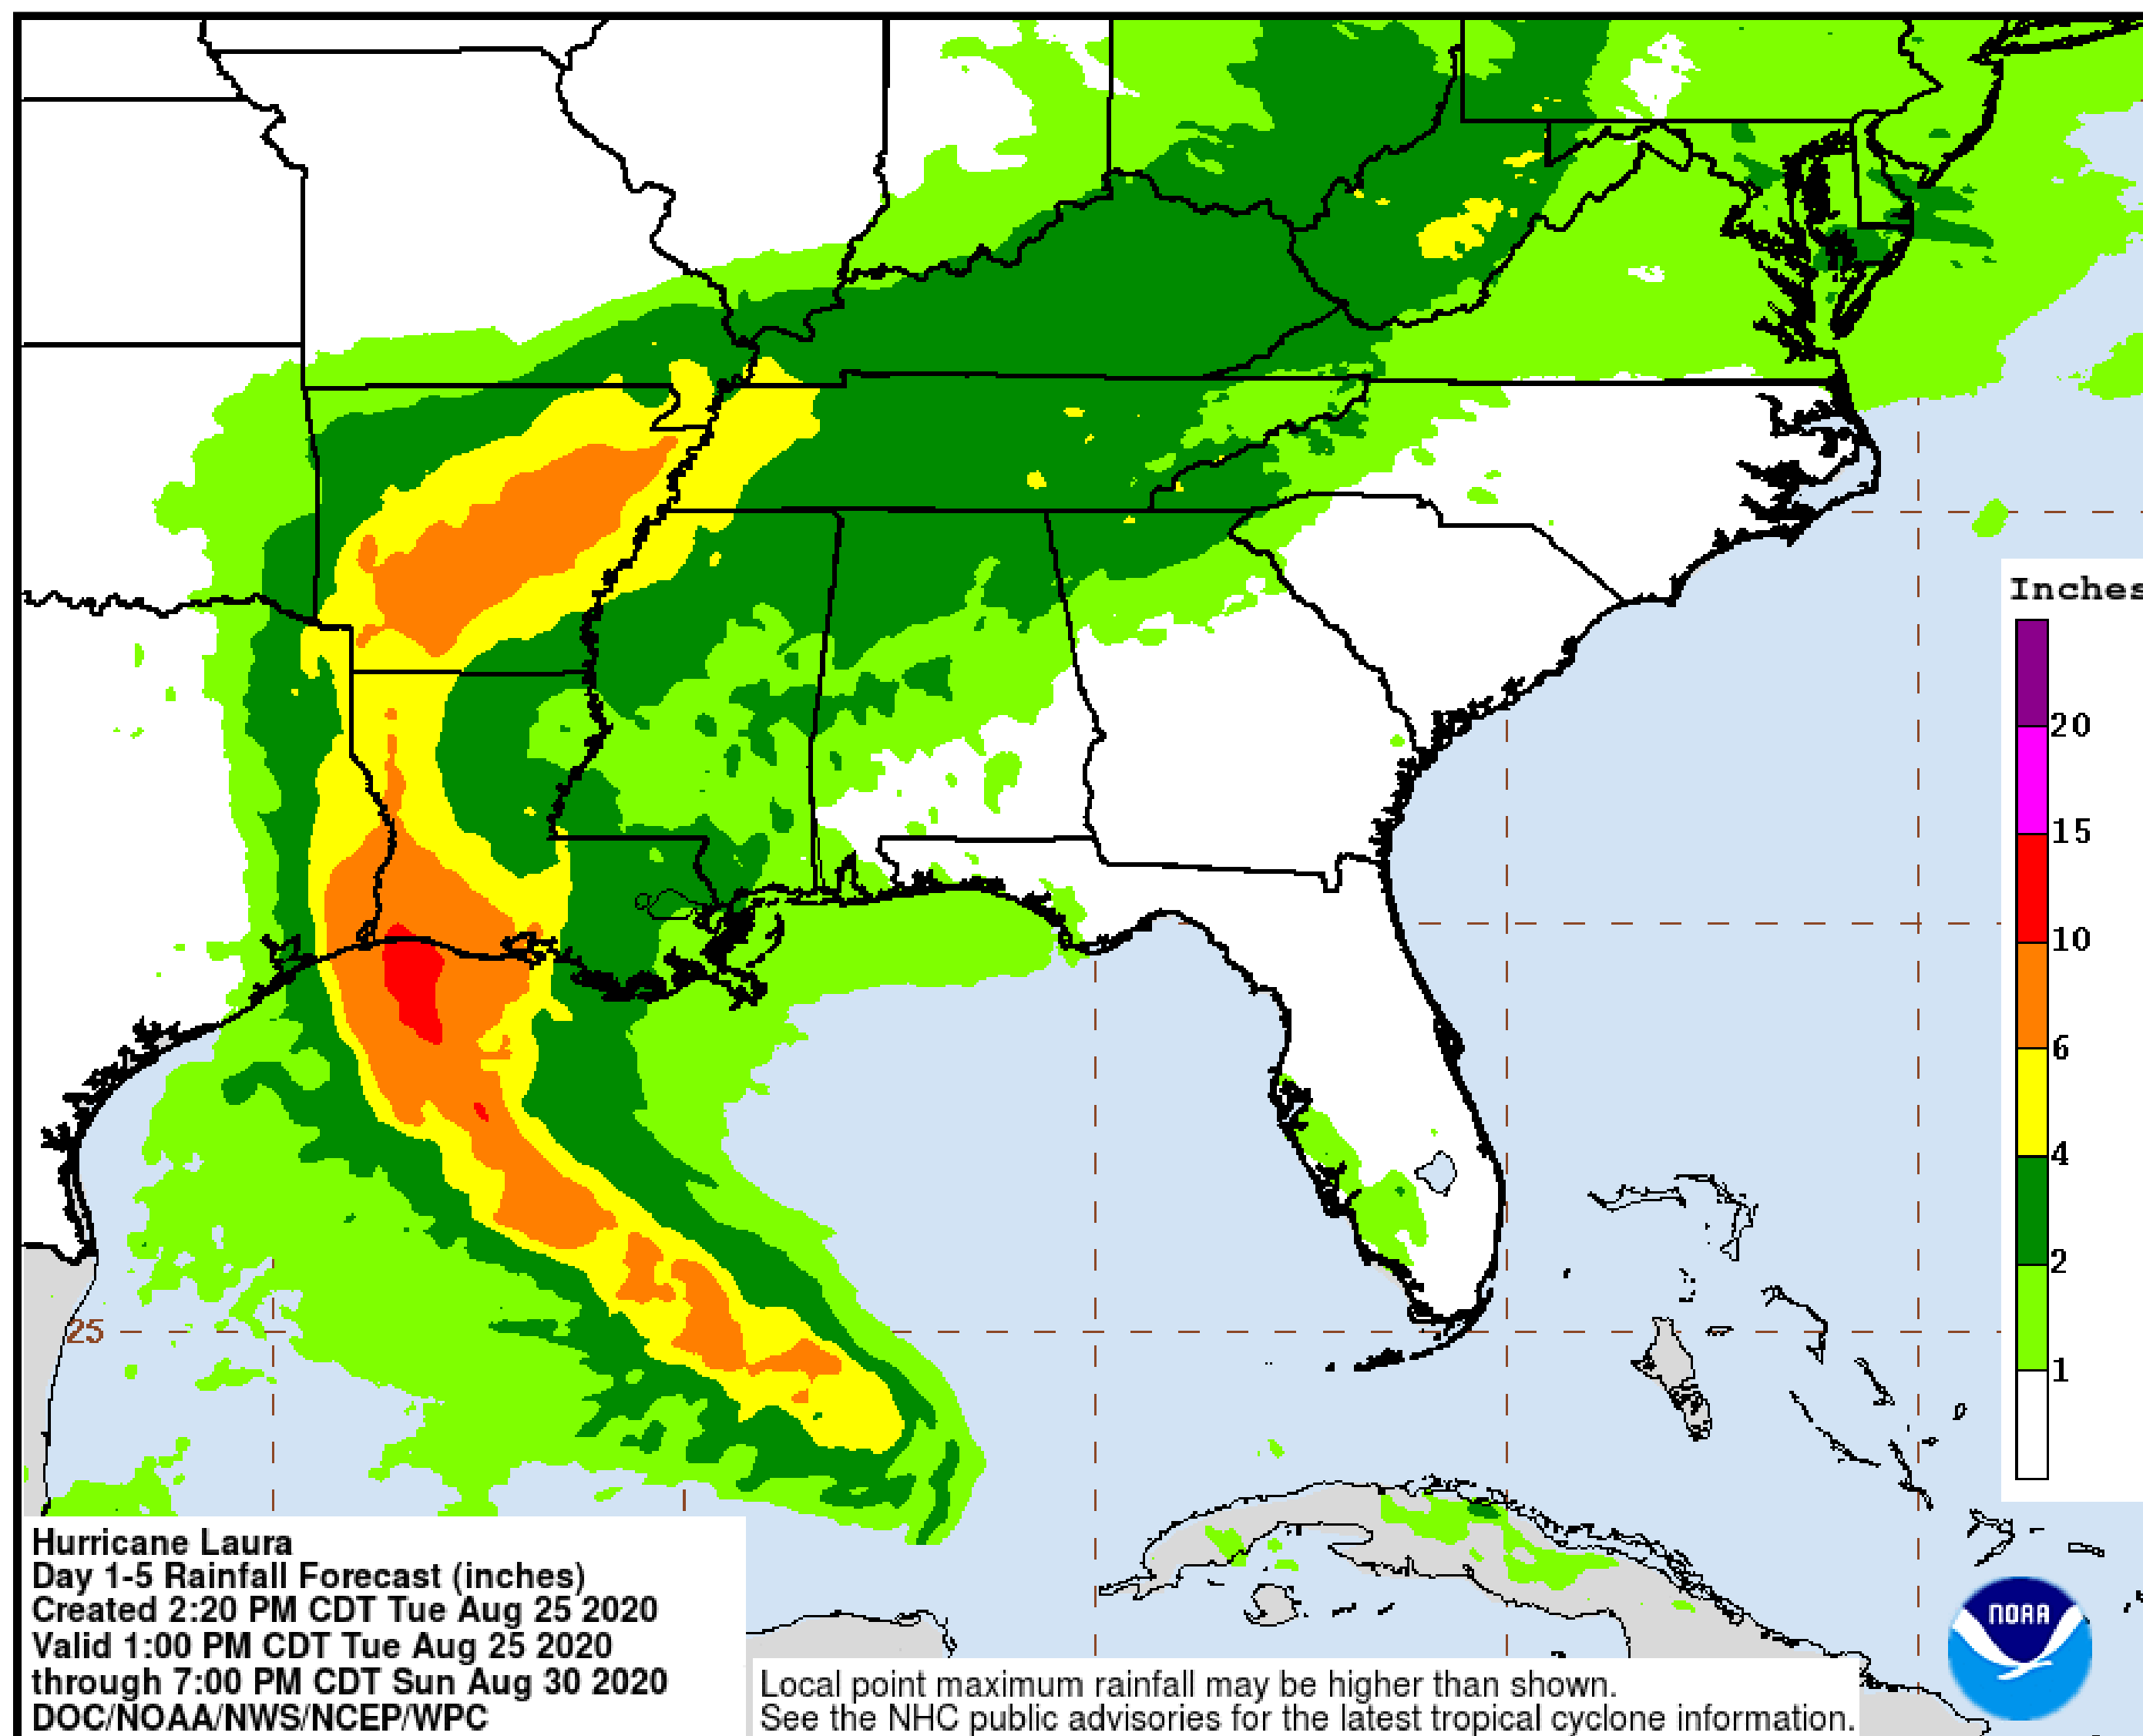 Inches
20
15
10
6
4
2
1
25
Hurricane Laura
Day 1-5 Rainfall Forecast (inches)
Created 2:20 PM CDT Tue Aug 25 2020
Valid 1:00 PM CDT Tue Aug 25 2020
through 7:00 PM CDT Sun Aug 30 2020
DOC/NOAA/NWS/NCEP/WPC
Local point maximum rainfall may be higher than shown.
See the NHC public advisories for the latest tropical cyclone information.
NOAA